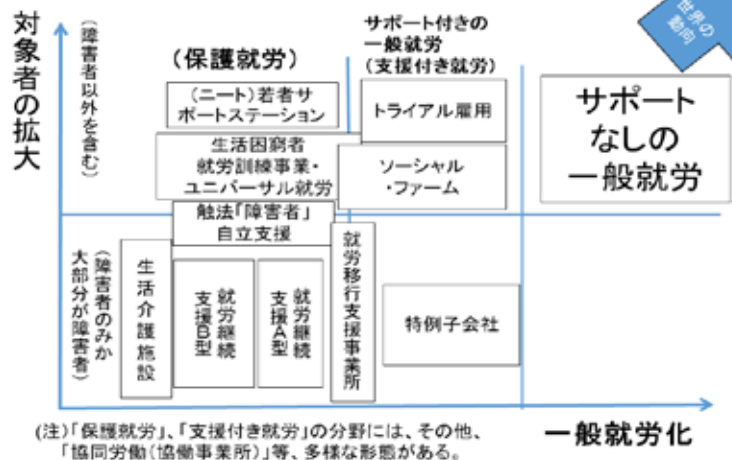 対象者の拡大
（障害者以外を含む）
（障害者のみか
大部分が障害者）
（保護就労）
サポート付きの
一般就労
（支援付き就労）
世界の
動向
（ニート）若者サ
ポートステーション
トライアル雇用
サポート
なしの
一般就労
生活困窮者
就労訓練事業・
ユニバーサル就労
ソーシャル
・ファーム
触法「障害者」
自立支援
生活介護施設
就労継続
支援B型
就労継続
支援A型
就労移行支援事業所
特例子会社
一般就労化
(注)「保護就労」、「支援付き就労」の分野には、その他、
「協同労働(協働事業所)」等、多様な形態がある。